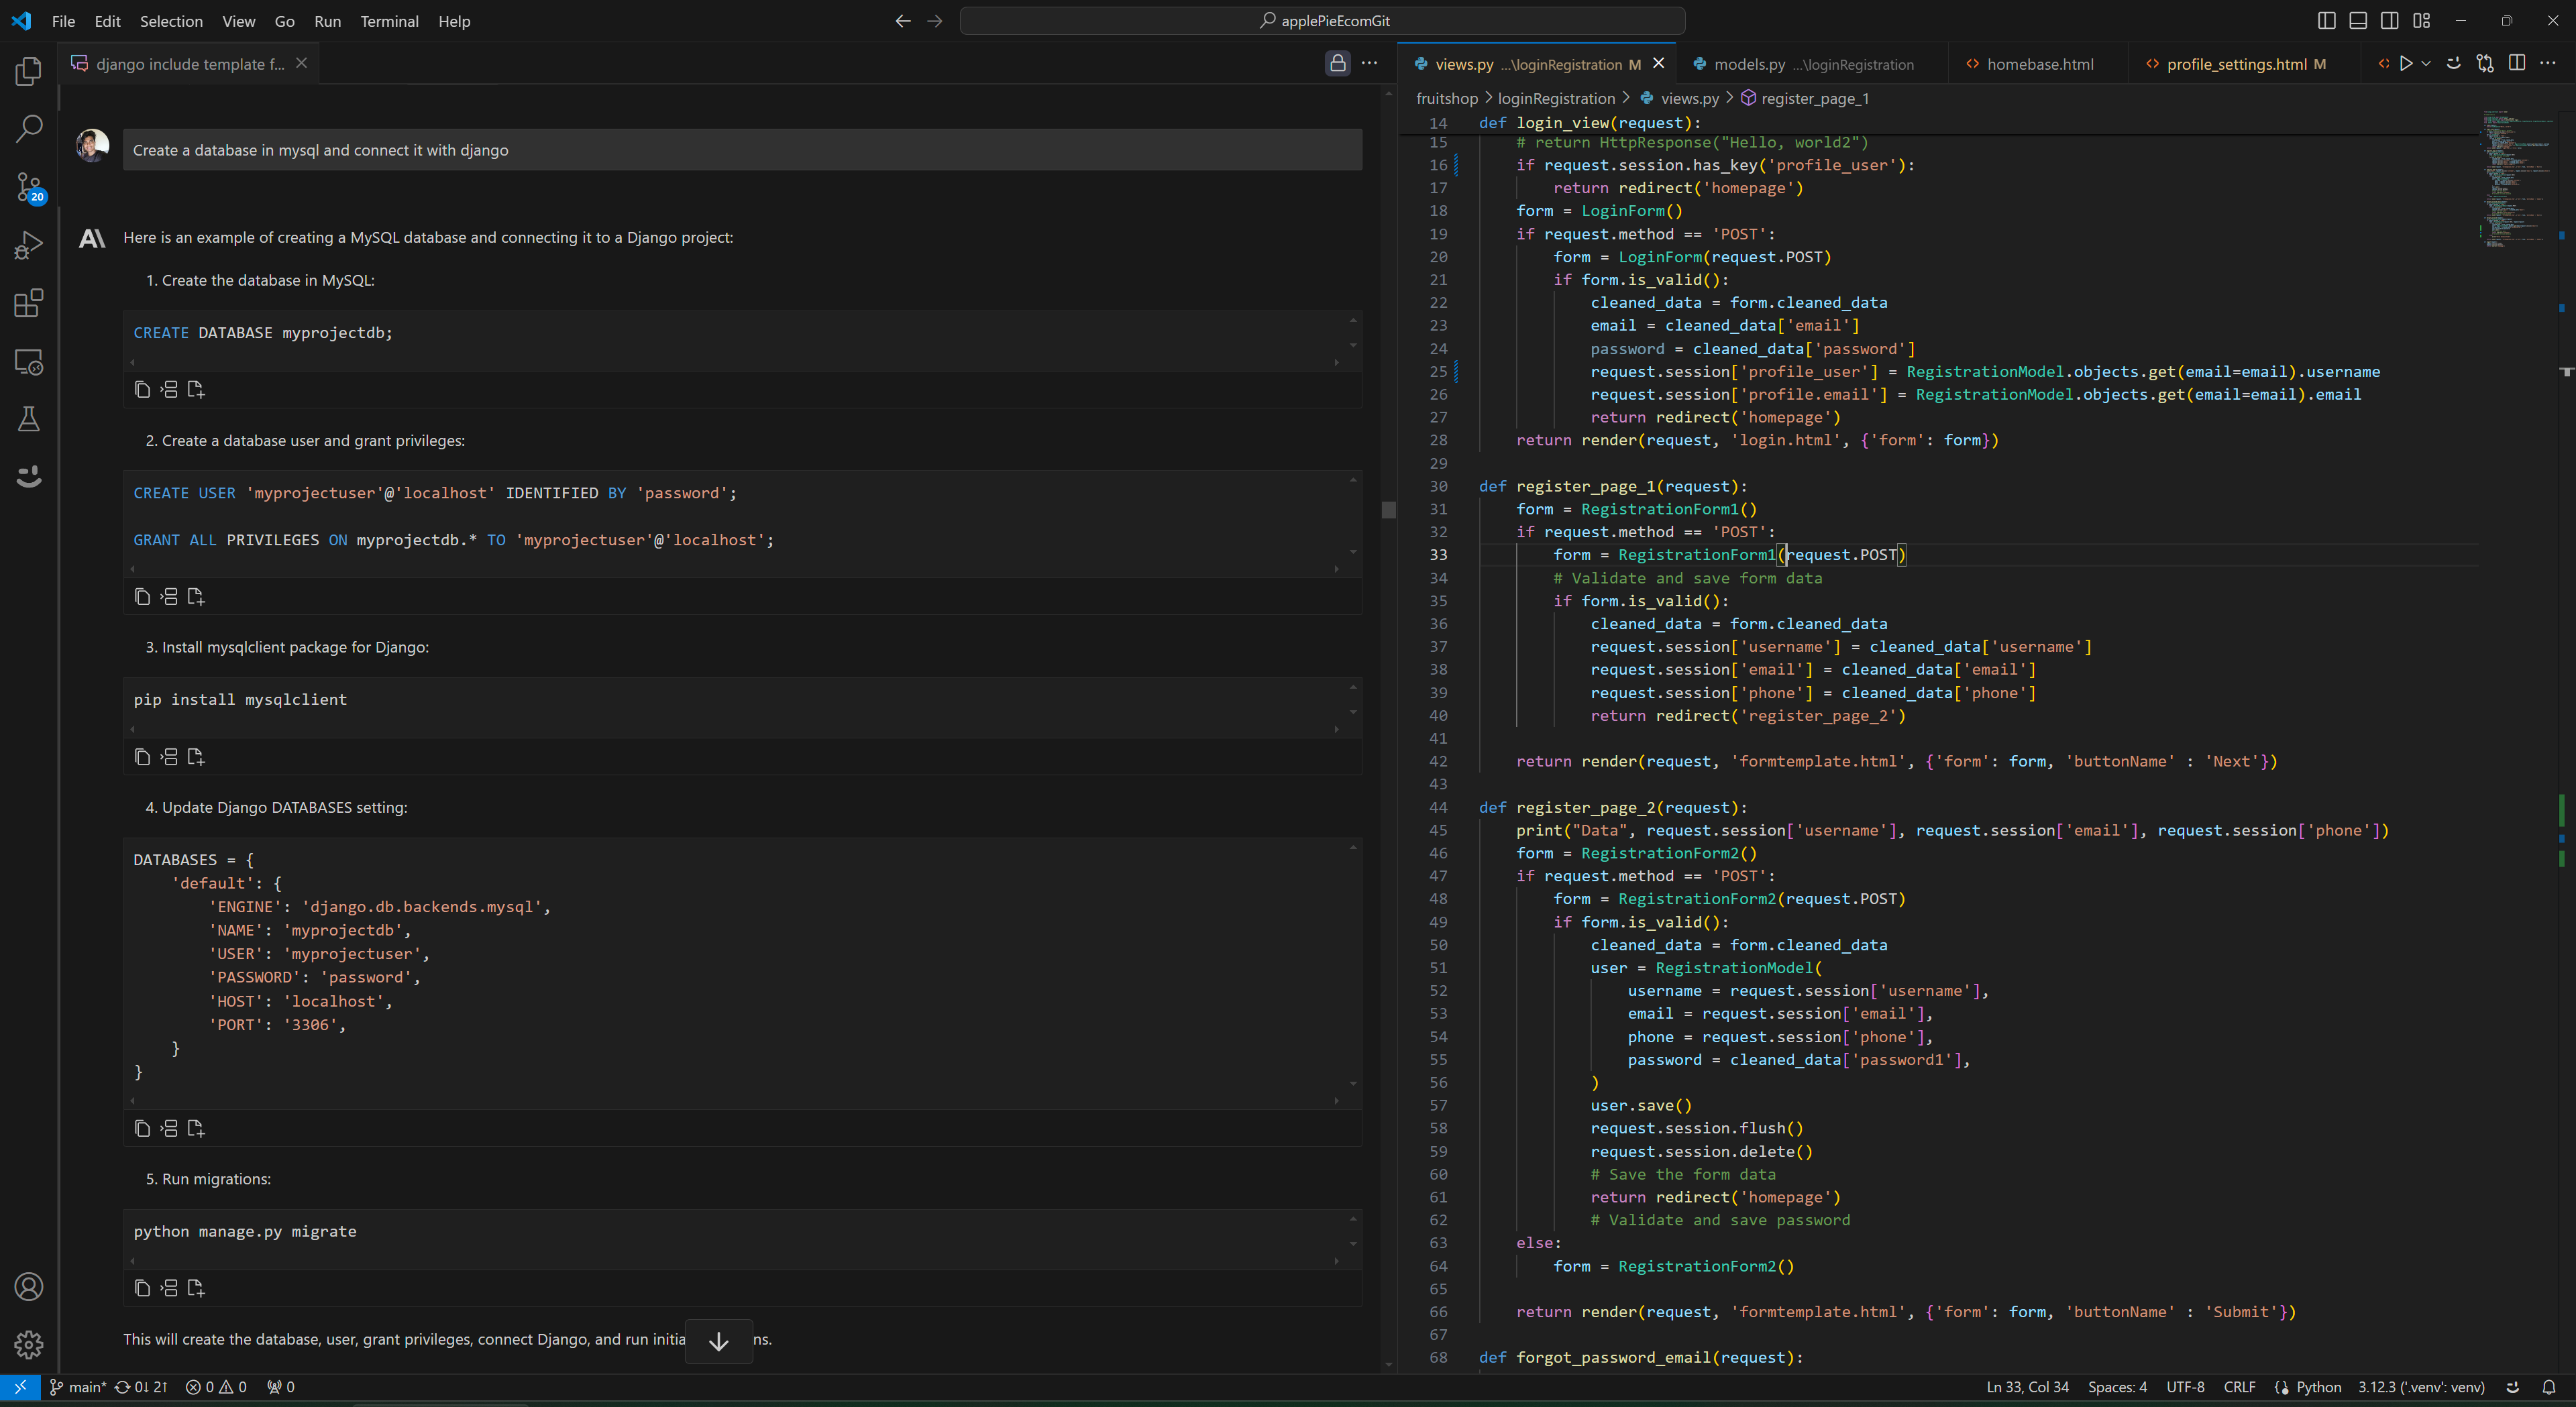 File Edit Selection View Go Run Terminal Help
applePieEcomGit
django include template f...
views.py ...\loginRegistration M
models.py ...\loginRegistration
homebase.html
profile_settings.html M
20
Create a database in mysql and connect it with django
Here is an example of creating a MySQL database and connecting it to a Django project:
1. Create the database in MySQL:
CREATE DATABASE myprojectdb;
2. Create a database user and grant privileges:
CREATE USER 'myprojectuser'@'localhost' IDENTIFIED BY 'password';
GRANT ALL PRIVILEGES ON myprojectdb.* TO 'myprojectuser'@'localhost';
3. Install mysqlclient package for Django:
pip install mysqlclient
4. Update Django DATABASES setting:
DATABASES = {
'default': {
'ENGINE': 'django.db.backends.mysql',
'NAME': 'myprojectdb',
'USER': 'myprojectuser',
'PASSWORD': 'password',
'HOST': 'localhost',
'PORT': '3306',
}
}
5. Run migrations:
python manage.py migrate
This will create the database, user, grant privileges, connect Django, and run initia ns.
fruitshop > loginRegistration > views.py > register_page_1
14 def login_view(request):
15 # return HttpResponse("Hello, world2")
16 if request.session.has_key('profile_user'):
17 return redirect('homepage')
18 form = LoginForm()
19 if request.method == 'POST':
20 form = LoginForm(request.POST)
21 if form.is_valid():
22 cleaned_data = form.cleaned_data
23 email = cleaned_data['email']
24 password = cleaned_data['password']
25 request.session['profile_user'] = RegistrationModel.objects.get(email=email).username
26 request.session['profile.email'] = RegistrationModel.objects.get(email=email).email
27 return redirect('homepage')
28 return render(request, 'login.html', {'form': form})
29
30 def register_page_1(request):
31 form = RegistrationForm1()
32 if request.method == 'POST':
33 form = RegistrationForm1(request.POST)
34 # Validate and save form data
35 if form.is_valid():
36 cleaned_data = form.cleaned_data
37 request.session['username'] = cleaned_data['username']
38 request.session['email'] = cleaned_data['email']
39 request.session['phone'] = cleaned_data['phone']
40 return redirect('register_page_2')
41
42 return render(request, 'formtemplate.html', {'form': form, 'buttonName' : 'Next'})
43
44 def register_page_2(request):
45 print("Data", request.session['username'], request.session['email'], request.session['phone'])
46 form = RegistrationForm2()
47 if request.method == 'POST':
48 form = RegistrationForm2(request.POST)
49 if form.is_valid():
50 cleaned_data = form.cleaned_data
51 user = RegistrationModel(
52 username = request.session['username'],
53 email = request.session['email'],
54 phone = request.session['phone'],
55 password = cleaned_data['password1'],
56 )
57 user.save()
58 request.session.flush()
59 request.session.delete()
60 # Save the form data
61 return redirect('homepage')
62 # Validate and save password
63 else:
64 form = RegistrationForm2()
65
66 return render(request, 'formtemplate.html', {'form': form, 'buttonName' : 'Submit'})
67
68 def forgot_password_email(request):
main* 0↓ 2↑ 0 0 0
Ln 33, Col 34 Spaces: 4 UTF-8 CRLF Python 3.12.3 ('.venv': venv)